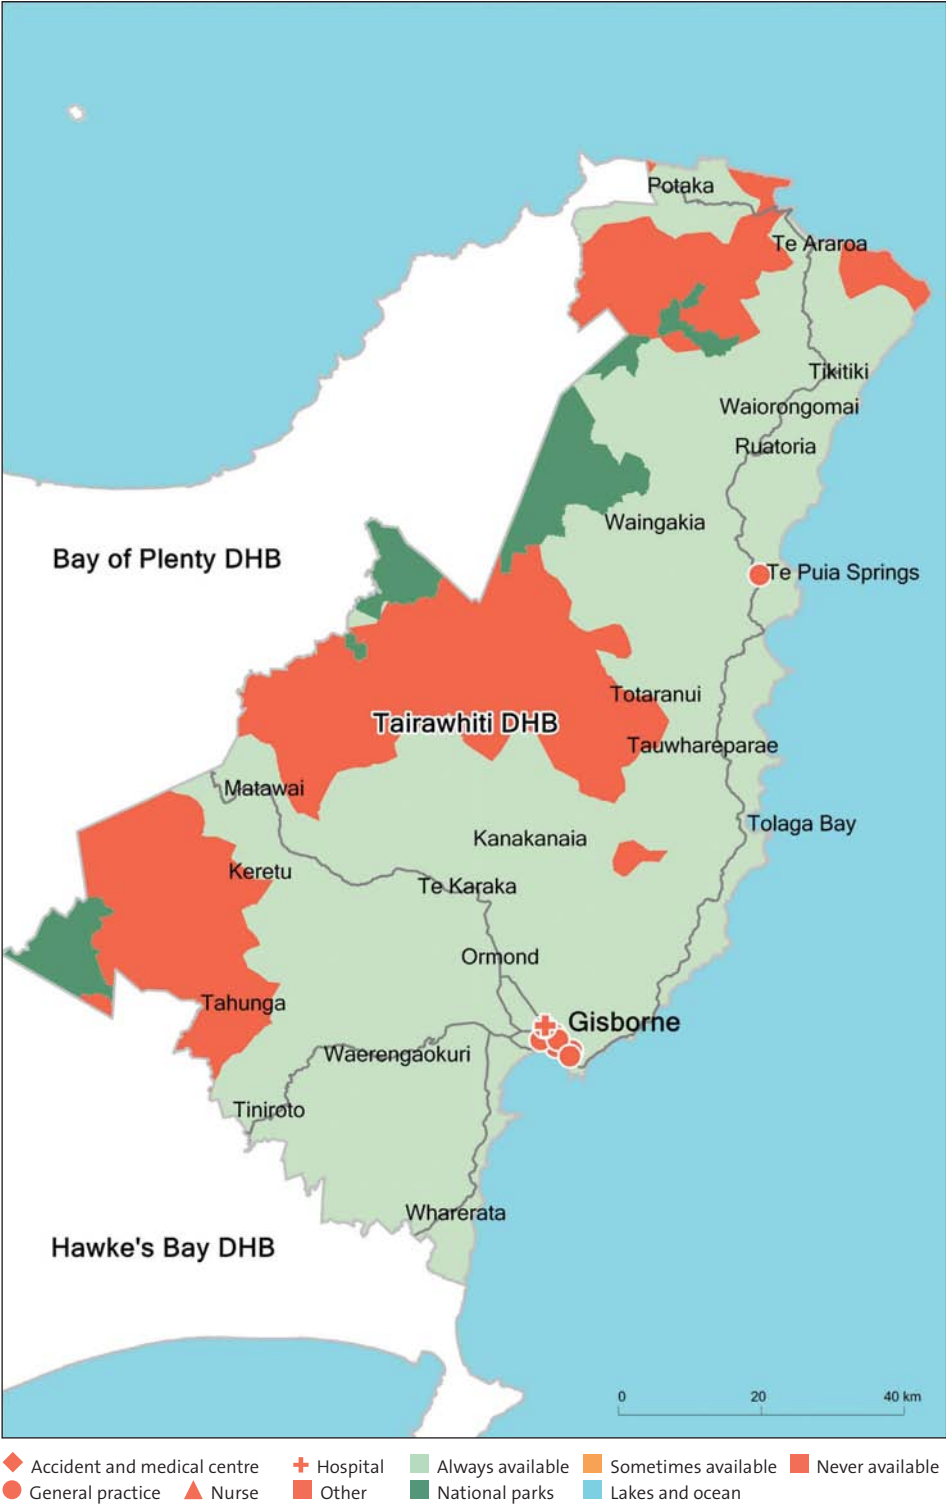 Potaka
Te Araroa
Tikitiki
Waiorongomai
Ruatoria
Waingakia
Bay of Plenty DHB
Te Puia Springs
Totaranui
Tairawhiti DHB
Tauwhareparae
Matawai
Tolaga Bay
Kanakanaia
Keretu
Te Karaka
Ormond
Tahunga
Gisborne
Waerengaokuri
Tiniroto
Wharerata
Hawke's Bay DHB
0 20 40 km
Accident and medical centre Hospital Always available Sometimes available Never available
General practice Nurse Other National parks Lakes and ocean